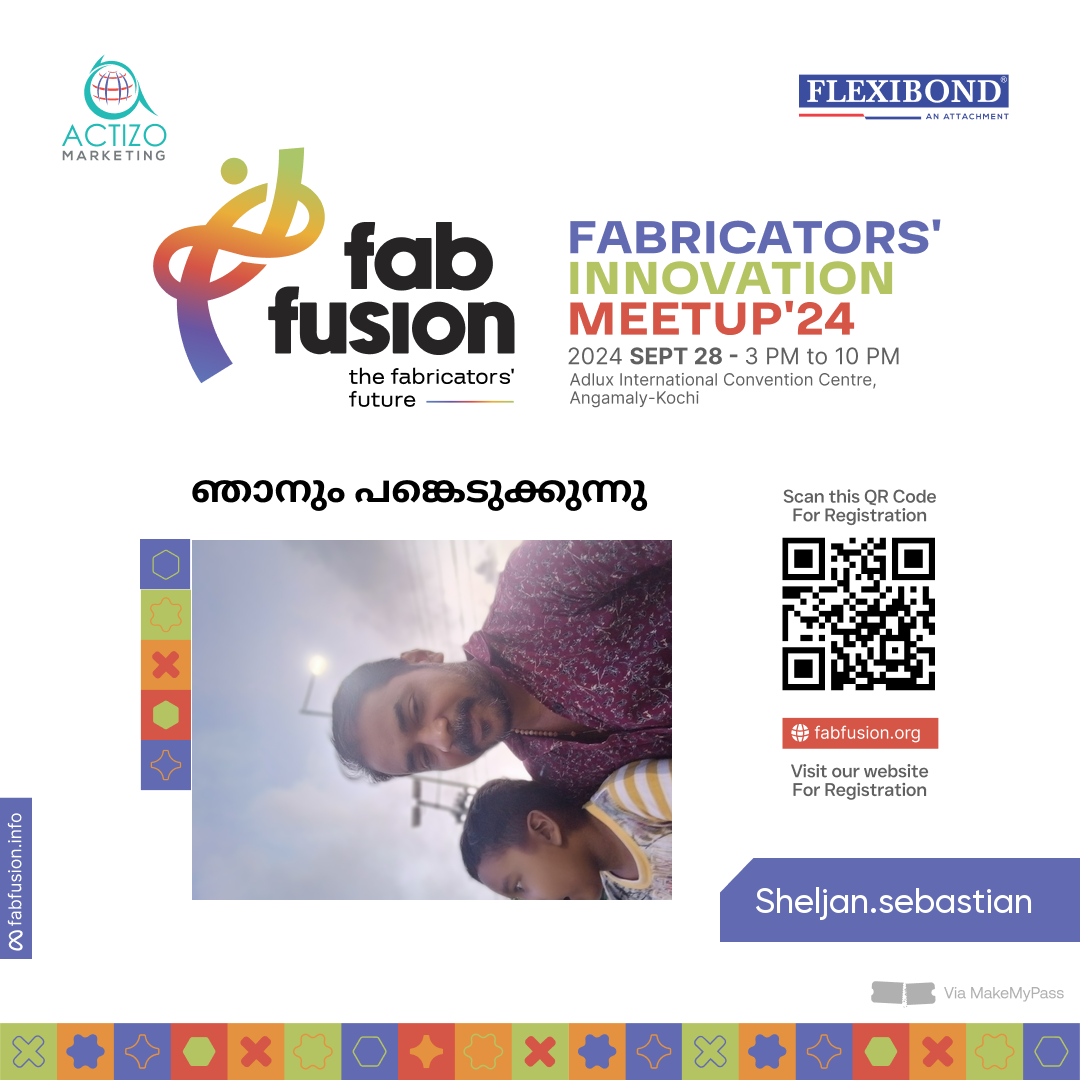 ACTIZO
MARKETING
FLEXIBOND®
AN ATTACHMENT
fab
fusion
the fabricators'
future
FABRICATORS'
INNOVATION
MEETUP'24
2024 SEPT 28 - 3 PM to 10 PM
Adlux International Convention Centre,
Angamaly-Kochi
ഞാനും പങ്കെടുക്കുന്നു
Scan this QR Code
For Registration
fabfusion.org
Visit our website
For Registration
fabfusion.info
Sheljan.sebastian
Via MakeMyPass